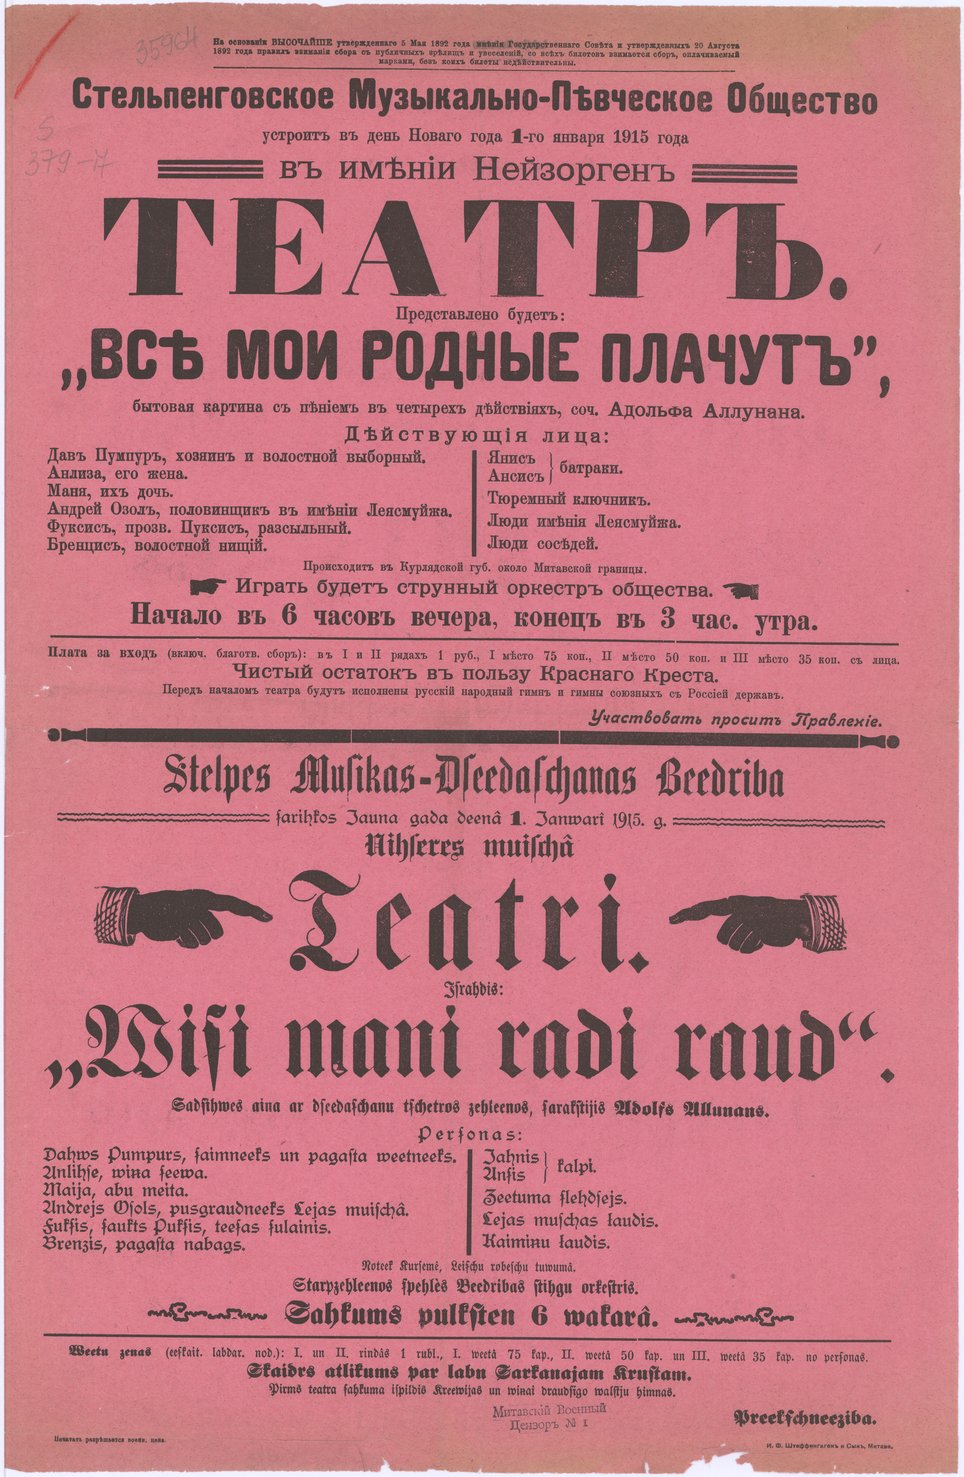 35964
S
379-7
На основаніи ВЫСОЧАЙШЕ утвержденнаго 5 Мая 1892 года мнѣнія Государственнаго Совѣта и утвержденныхъ 20 Августа
1892 года правилъ взиманія сбора съ публичныхъ зрѣлищъ и увеселеній, со всѣхъ билетовъ взимается сборъ, оплачиваемый
марками, безъ коихъ билеты недѣйствительны.
Стельпенговское Музыкально-Пѣвческое Общество
устроитъ въ день Новаго года 1-го января 1915 года
въ имѣніи Нейзоргенъ
ТЕАТРЪ.
Представлено будетъ:
„ВСѢ МОИ РОДНЫЕ ПЛАЧУТЪ”,
бытовая картина съ пѣніемъ въ четырехъ дѣйствіяхъ, соч. Адольфа Аллунана.
Дѣйствующія лица:
Давъ Пумпуръ, хозяинъ и волостной выборный.
Анлиза, его жена.
Маня, ихъ дочь.
Андрей Озолъ, половинщикъ въ имѣніи Леясмуйжа.
Фуксисъ, прозв. Пуксисъ, разсыльный.
Бренцисъ, волостной нищій.
Янисъ
Ансисъ } батраки.
Тюремный ключникъ.
Люди имѣнія Леясмуйжа.
Люди сосѣдей.
Происходитъ въ Курлядской губ. около Митавской границы.
Играть будетъ струнный оркестръ общества.
Начало въ 6 часовъ вечера, конецъ въ 3 час. утра.
Плата за входъ (включ. благотв. сборъ): въ I и II рядахъ 1 руб., I мѣсто 75 коп., II мѣсто 50 коп. и III мѣсто 35 коп. съ лица.
Чистый остатокъ въ пользу Краснаго Креста.
Передъ началомъ театра будутъ исполнены русскій народный гимнъ и гимны союзныхъ съ Россіей державъ.
Участвовать проситъ Правленіе.
Stelpes Muſikas-Dſeedaſchanas Beedriba
ſarihkos Jauna gada deenâ 1. Janwarî 1915. g.
Nihſeres muiſchâ
Teatri.
Iſrahdis:
„Wiſi mani radi raud“.
Sadſihwes aina ar dſeedaſchanu tſchetros zehleenos, ſarakſtijis Adolfs Allunans.
Perſonas:
Dahws Pumpurs, ſaimneeks un pagaſta weetneeks.
Anlihſe, wiņa ſeewa.
Maija, abu meita.
Andrejs Oſols, pusgraudneeks Lejas muiſchâ.
Fukſis, ſaukts Pukſis, teeſas ſulainis.
Brenzis, pagaſta nabags.
Jahnis
Anſis } kalpi.
Zeetuma ſlehdſejs.
Lejas muſchas ļaudis.
Kaimiņu ļaudis.
Noteek Kurſemê, Leiſchu robeſchu tuwumâ.
Starpzehleenos ſpehlês Beedribas ſtihgu orkeſtris.
Sahkums pulkſten 6 wakarâ.
Weetu zenas (eeſkait. labdar. nod.): I. un II. rindâs 1 rubl., I. weetâ 75 kap., II. weetâ 50 kap. un III. weetâ 35 kap. no perſonas.
Skaidrs atlikums par labu Sarkanajam Kruſtam.
Pirms teatra ſahkuma iſpildîs Kreewijas un wiņai draudſigo walſtju himnas.
Preekſchneeziba.
Митавскій Военный
Цензоръ № 1
Печатать разрѣшается воен. ценз.
И. Ф. Штеффенгагенъ и Сынъ, Митава.